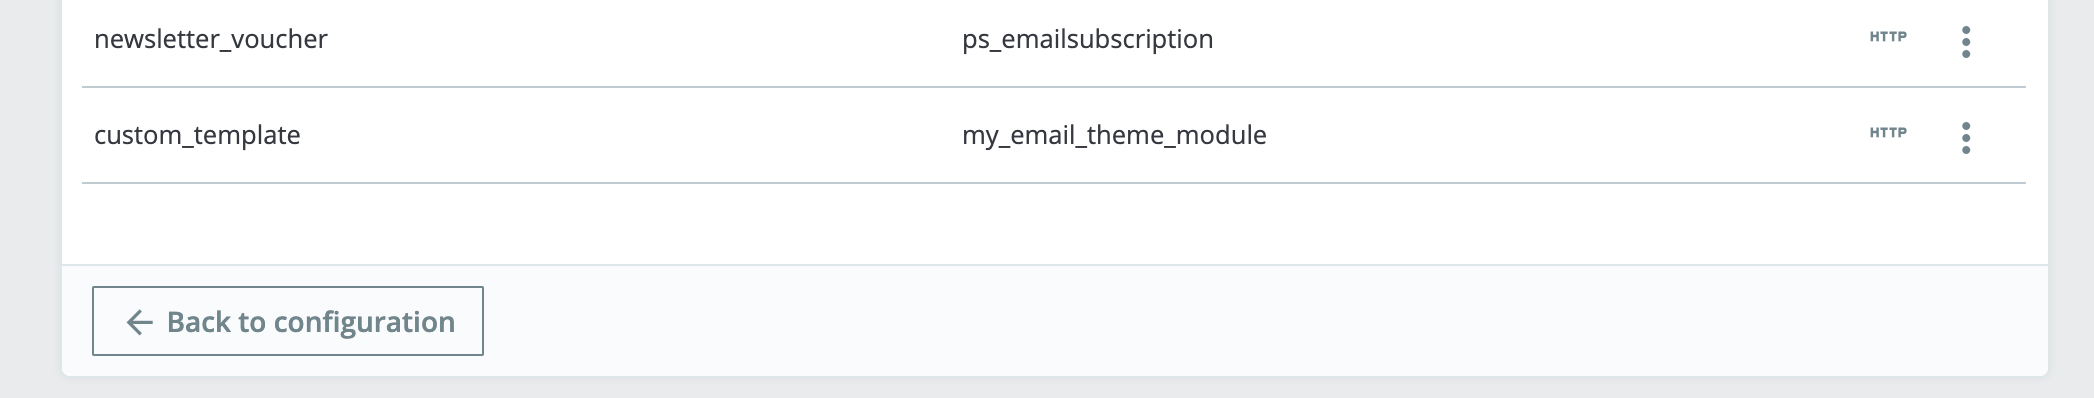 newsletter_voucher ps_emailsubscription HTTP
custom_template my_email_theme_module HTTP
Back to configuration